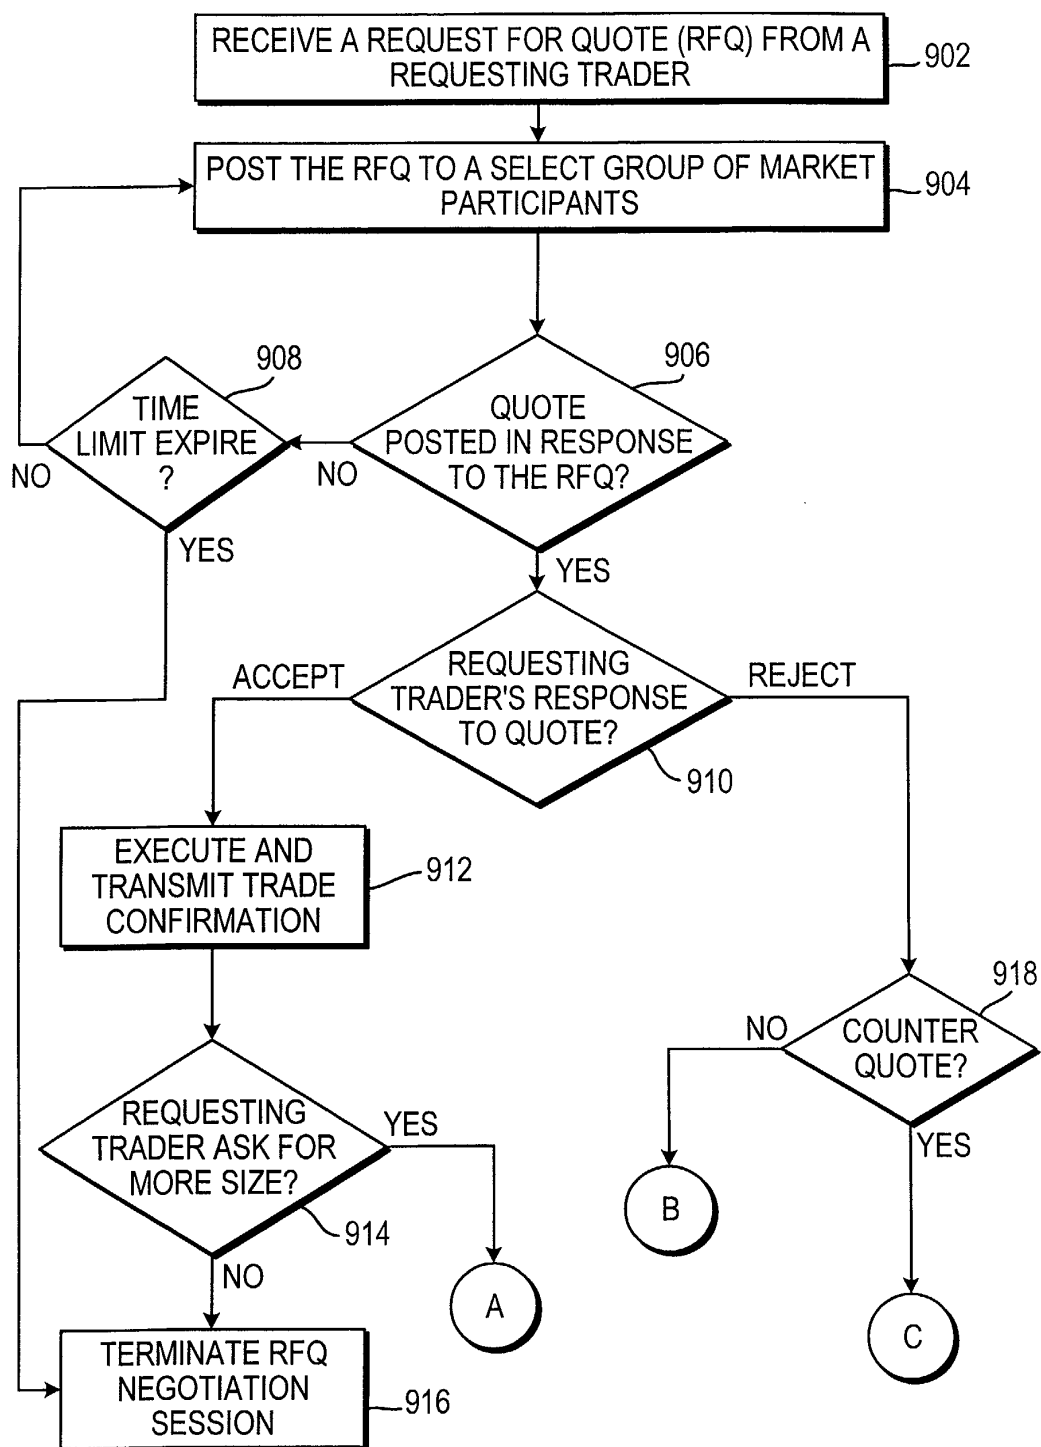 RECEIVE A REQUEST FOR QUOTE (RFQ) FROM A
REQUESTING TRADER
902
POST THE RFQ TO A SELECT GROUP OF MARKET
PARTICIPANTS
904
908
TIME
LIMIT EXPIRE
?
NO
YES
906
QUOTE
POSTED IN RESPONSE
TO THE RFQ?
NO
YES
ACCEPT
REQUESTING
TRADER'S RESPONSE
TO QUOTE?
REJECT
910
EXECUTE AND
TRANSMIT TRADE
CONFIRMATION
912
918
COUNTER
QUOTE?
NO
YES
REQUESTING
TRADER ASK FOR
MORE SIZE?
YES
914
NO
B
A
C
TERMINATE RFQ
NEGOTIATION
SESSION
916